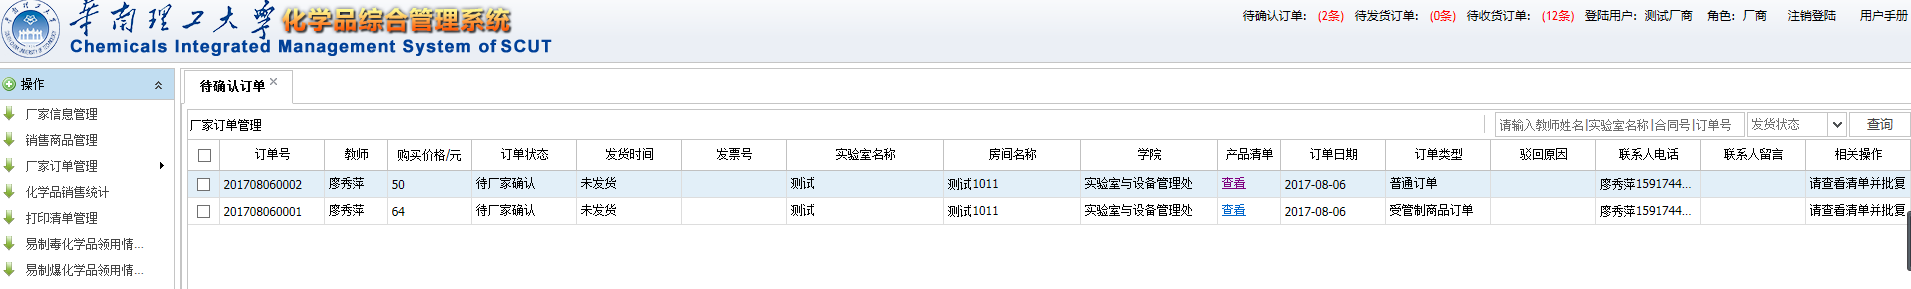 华南理工大学 化学品综合管理系统
Chemicals Integrated Management System of SCUT
待确认订单: (2条) 待发货订单: (0条) 待收货订单: (12条) 登陆用户: 测试厂商 角色: 厂商 注销登陆 用户手册
操作
厂家信息管理
销售商品管理
厂家订单管理
化学品销售统计
打印清单管理
易制毒化学品领用情...
易制爆化学品领用情...
待确认订单
厂家订单管理 请输入教师姓名|实验室名称|合同号|订单号 发货状态 查询
订单号 教师 购买价格/元 订单状态 发货时间 发票号 实验室名称 房间名称 学院 产品清单 订单日期 订单类型 驳回原因 联系人电话 联系人留言 相关操作
201708060002 廖秀萍 50 待厂家确认 未发货 测试 测试1011 实验室与设备管理处 查看 2017-08-06 普通订单 廖秀萍1591744... 请查看清单并批复
201708060001 廖秀萍 64 待厂家确认 未发货 测试 测试1011 实验室与设备管理处 查看 2017-08-06 受管制商品订单 廖秀萍1591744... 请查看清单并批复